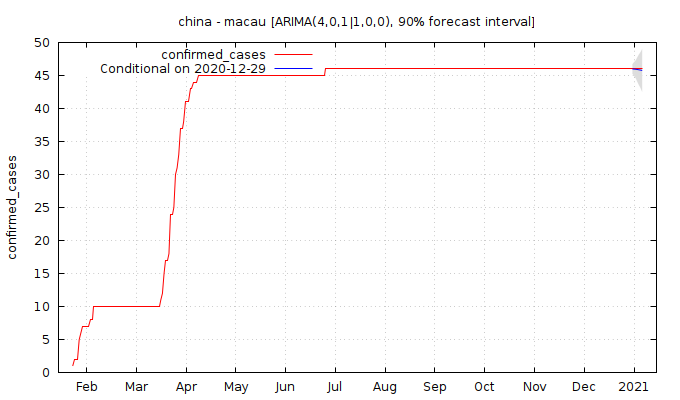 china - macau [ARIMA(4,0,1|1,0,0), 90% forecast interval]
confirmed_cases
Conditional on 2020-12-29
confirmed_cases
50
45
40
35
30
25
20
15
10
5
0
Feb Mar Apr May Jun Jul Aug Sep Oct Nov Dec 2021